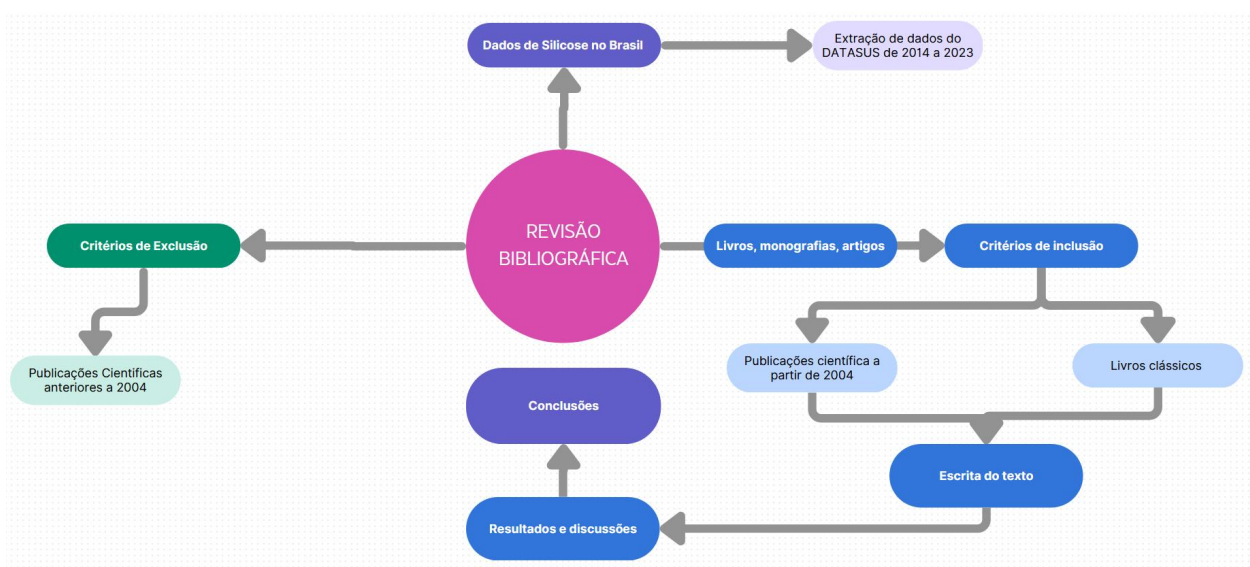 Dados de Silicose no Brasil
Extração de dados do
DATASUS de 2014 a 2023
REVISÃO
BIBLIOGRÁFICA
Critérios de Exclusão
Livros, monografias, artigos
Critérios de inclusão
Publicações Cientificas
anteriores a 2004
Publicações científica a
partir de 2004
Livros clássicos
Conclusões
Escrita do texto
Resultados e discussões